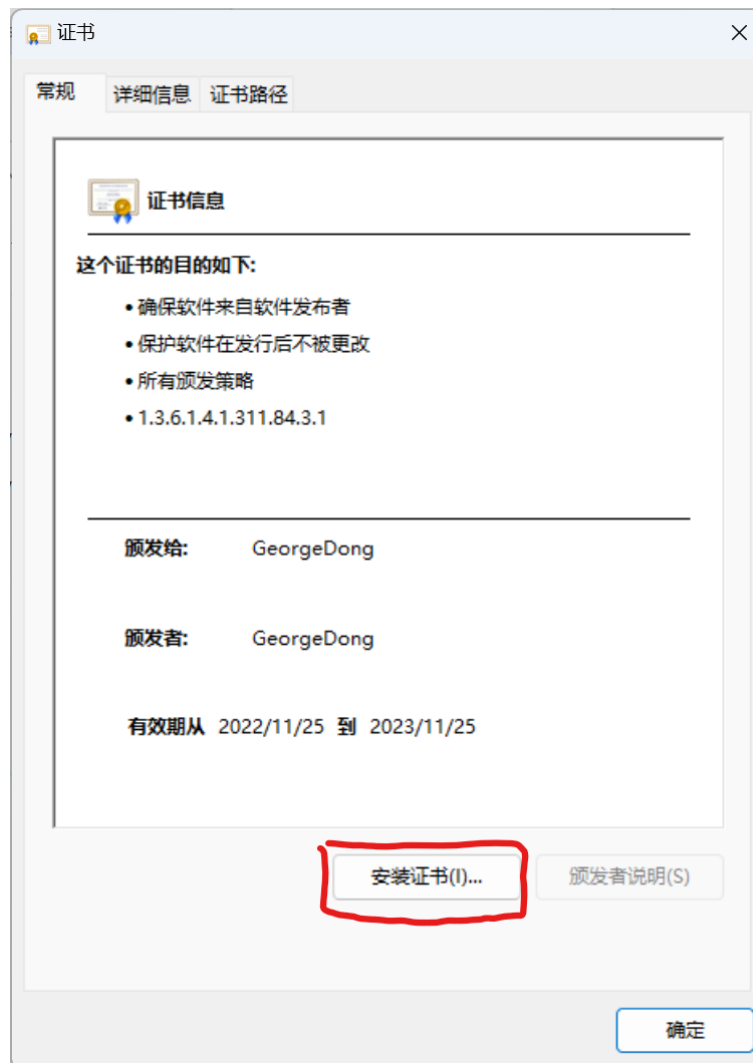 证书
常规 详细信息 证书路径
证书信息
这个证书的目的如下:
• 确保软件来自软件发布者
• 保护软件在发行后不被更改
• 所有颁发策略
• 1.3.6.1.4.1.311.84.3.1
颁发给: GeorgeDong
颁发者: GeorgeDong
有效期从 2022/11/25 到 2023/11/25
安装证书(I)... 颁发者说明(S)
确定